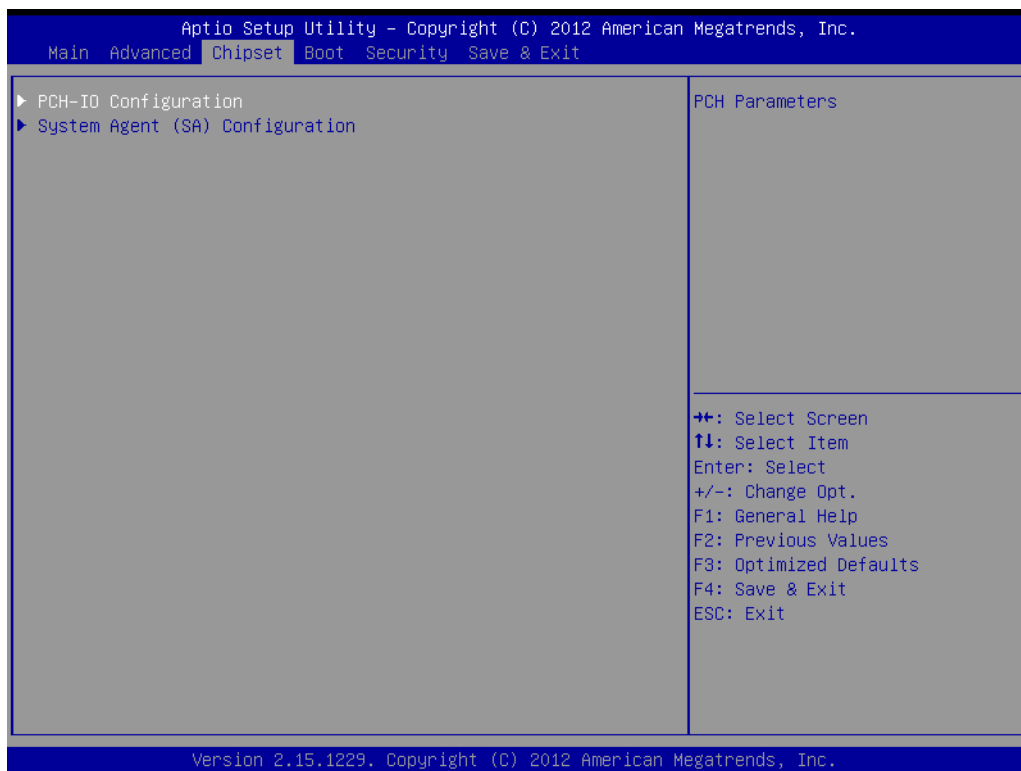 Aptio Setup Utility – Copyright (C) 2012 American Megatrends, Inc.
Main Advanced Chipset Boot Security Save & Exit
▶ PCH-IO Configuration
▶ System Agent (SA) Configuration
PCH Parameters
→←: Select Screen
↑↓: Select Item
Enter: Select
+/-: Change Opt.
F1: General Help
F2: Previous Values
F3: Optimized Defaults
F4: Save & Exit
ESC: Exit
Version 2.15.1229. Copyright (C) 2012 American Megatrends, Inc.